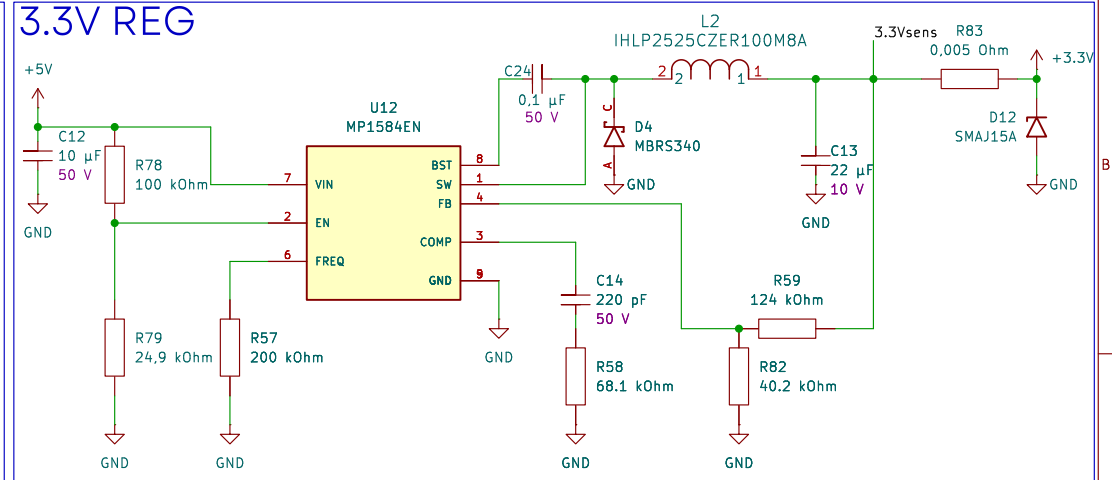 3.3V REG
+5V
C12
10 µF
50 V
GND
R78
100 kOhm
R79
24,9 kOhm
GND
R57
200 kOhm
GND
U12
MP1584EN
7
VIN
2
EN
6
FREQ
BST
8
SW
1
FB
4
COMP
3
GND
9
GND
C24
0,1 µF
50 V
D4
MBRS340
C
A
GND
L2
IHLP2525CZER100M8A
2
2
1
1
3.3Vsens
R83
0,005 Ohm
+3.3V
D12
SMAJ15A
GND
C13
22 µF
10 V
GND
C14
220 pF
50 V
R58
68.1 kOhm
GND
R59
124 kOhm
R82
40.2 kOhm
GND
B